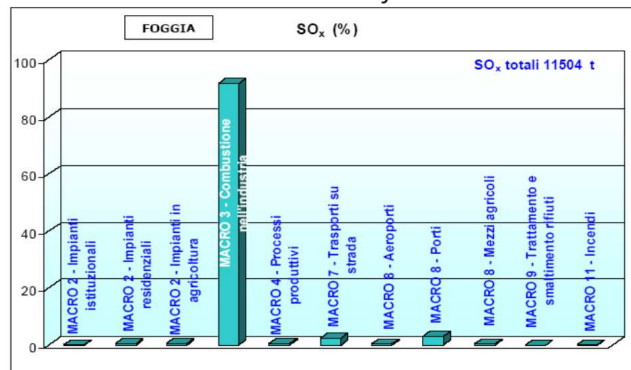 FOGGIA
SOx (%)
SOx totali 11504 t
100
80
60
40
20
0
MACRO 2 - Impianti
istituzionali
MACRO 2 - Impianti
residenziali
MACRO 2 - Impianti in
agricoltura
MACRO 3 - Combustione
nell'industria
MACRO 4 - Processi
produttivi
MACRO 7 - Trasporti su
strada
MACRO 8 - Aeroporti
MACRO 8 - Porti
MACRO 8 - Mezzi agricoli
MACRO 9 - Trattamento e
smaltimento rifiuti
MACRO 11 - Incendi